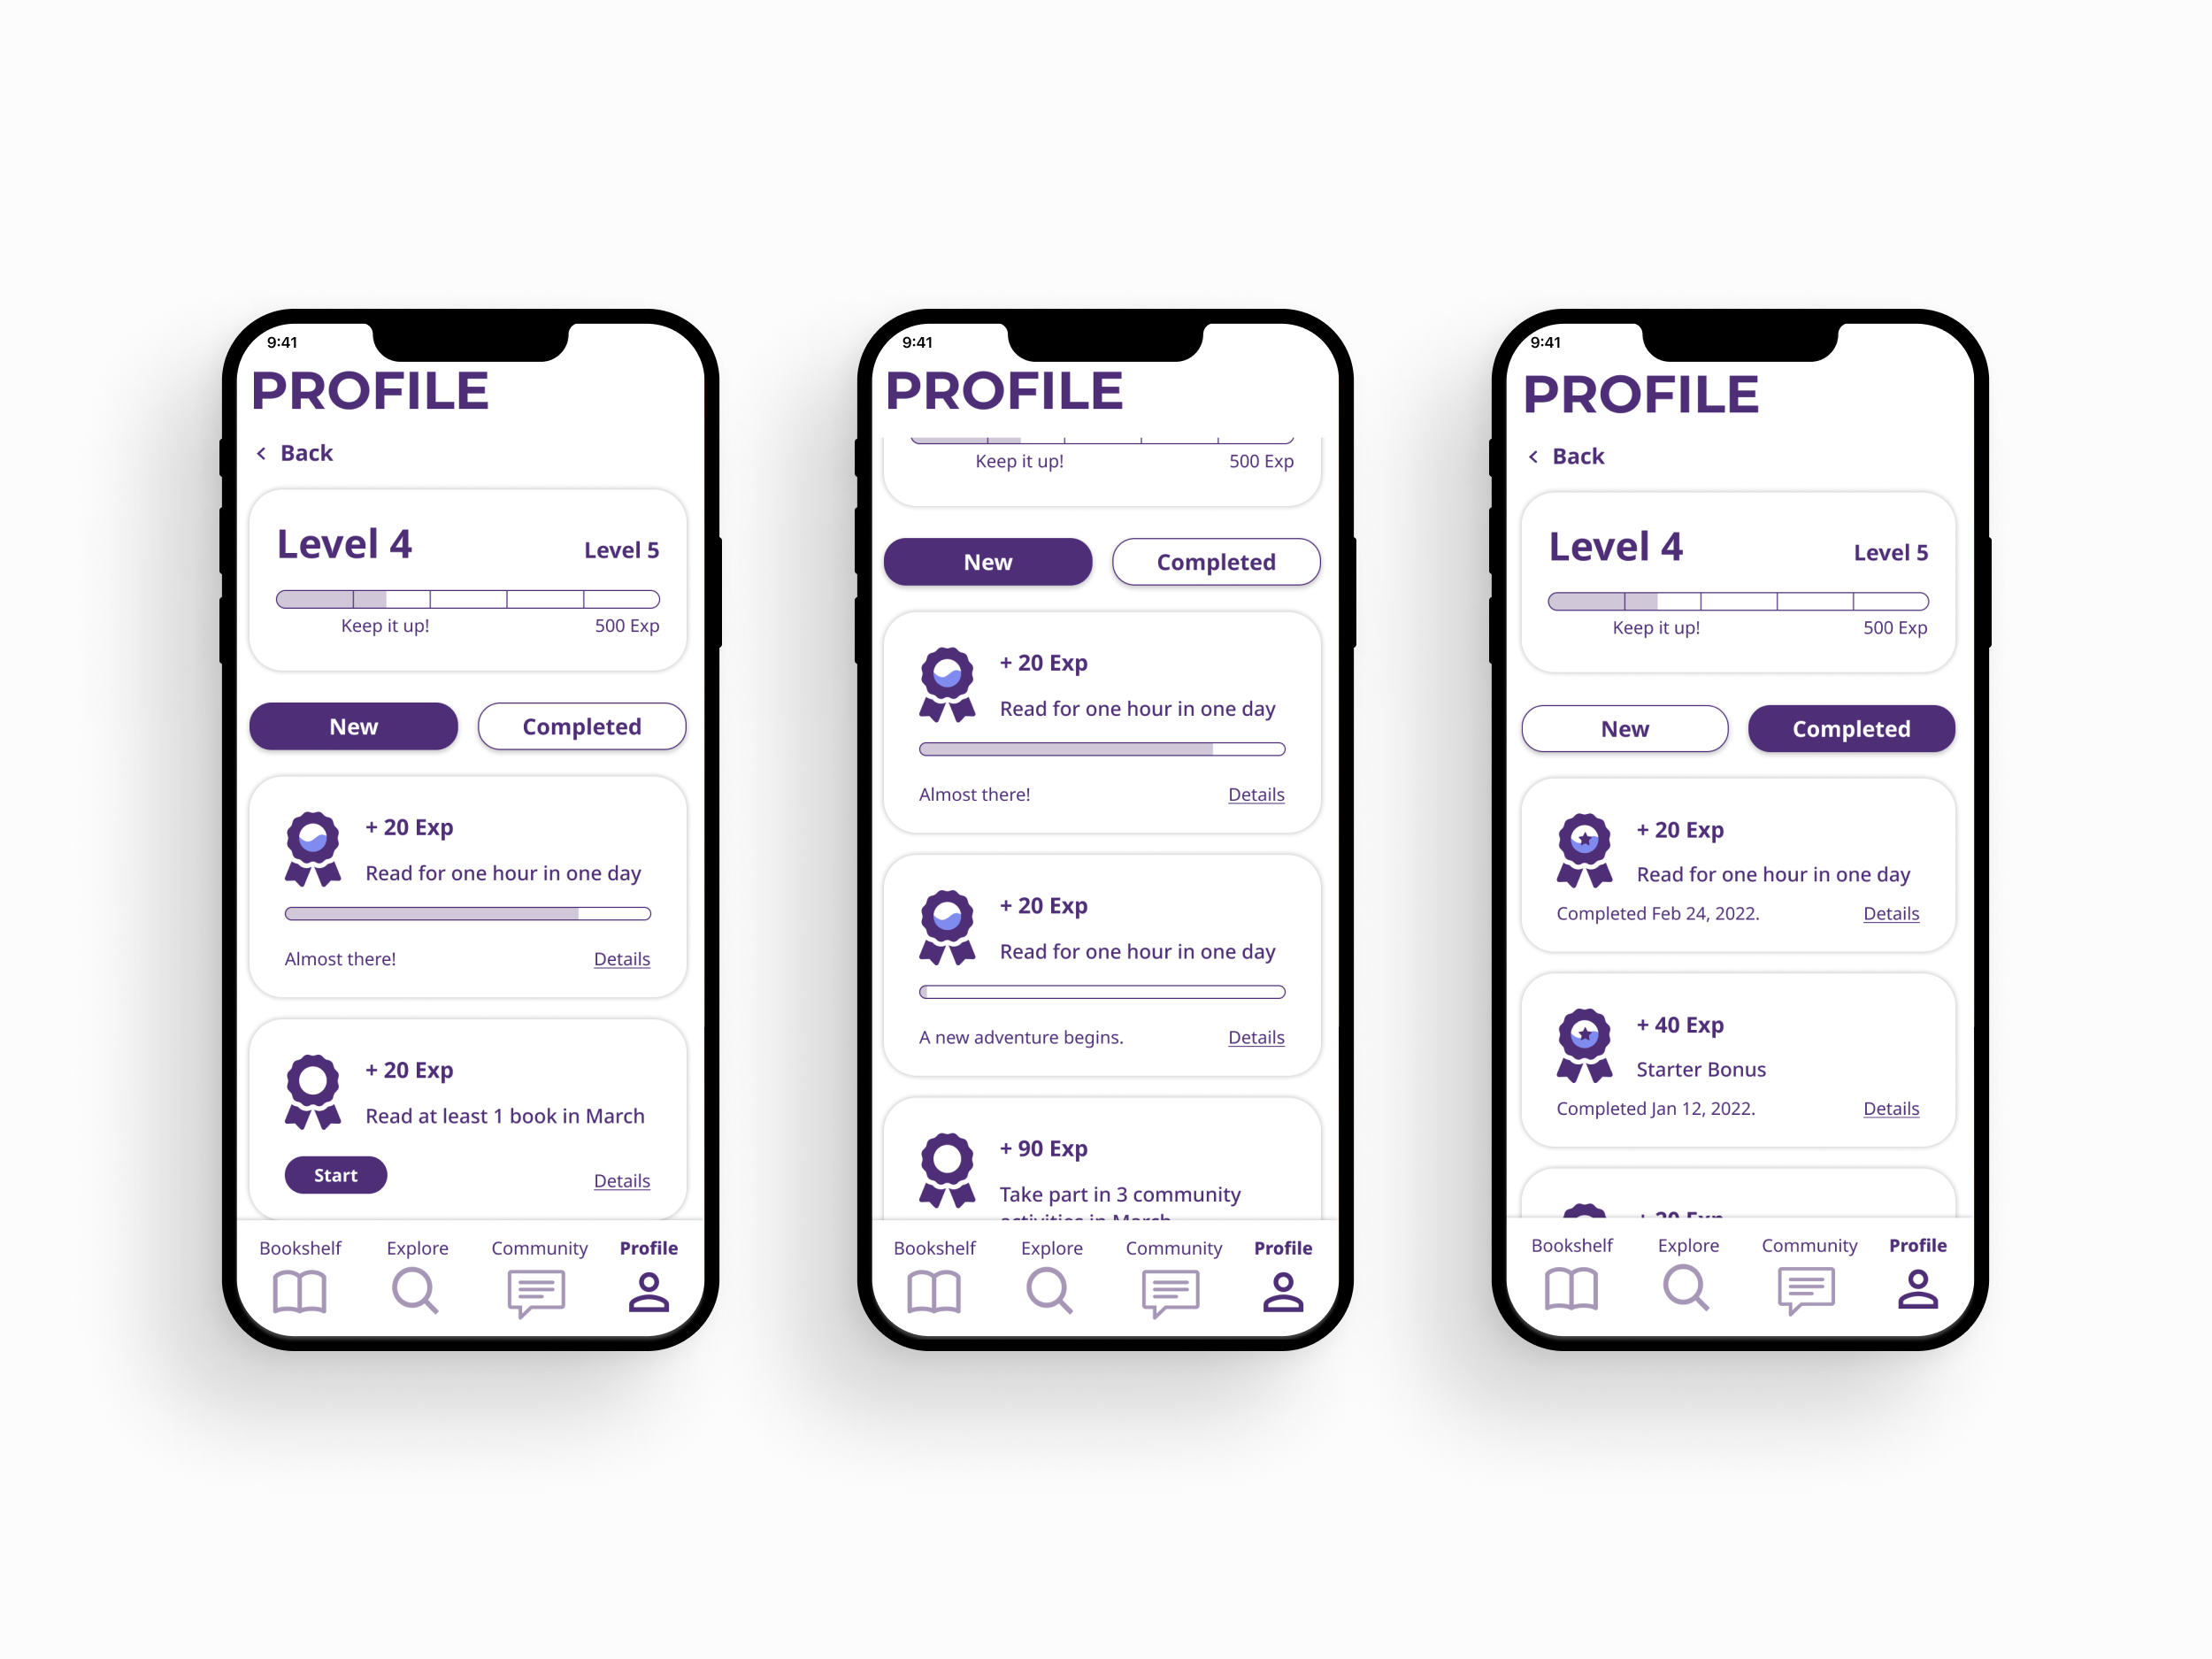 9:41
PROFILE
Back
Level 4
Level 5
Keep it up!
500 Exp
New
Completed
+ 20 Exp
Read for one hour in one day
Almost there!
Details
+ 20 Exp
Read at least 1 book in March
Start
Details
Bookshelf
Explore
Community
Profile
9:41
PROFILE
Keep it up!
500 Exp
New
Completed
+ 20 Exp
Read for one hour in one day
Almost there!
Details
+ 20 Exp
Read for one hour in one day
A new adventure begins.
Details
+ 90 Exp
Take part in 3 community
activities in March
Bookshelf
Explore
Community
Profile
9:41
PROFILE
Back
Level 4
Level 5
Keep it up!
500 Exp
New
Completed
+ 20 Exp
Read for one hour in one day
Completed Feb 24, 2022.
Details
+ 40 Exp
Starter Bonus
Completed Jan 12, 2022.
Details
Bookshelf
Explore
Community
Profile